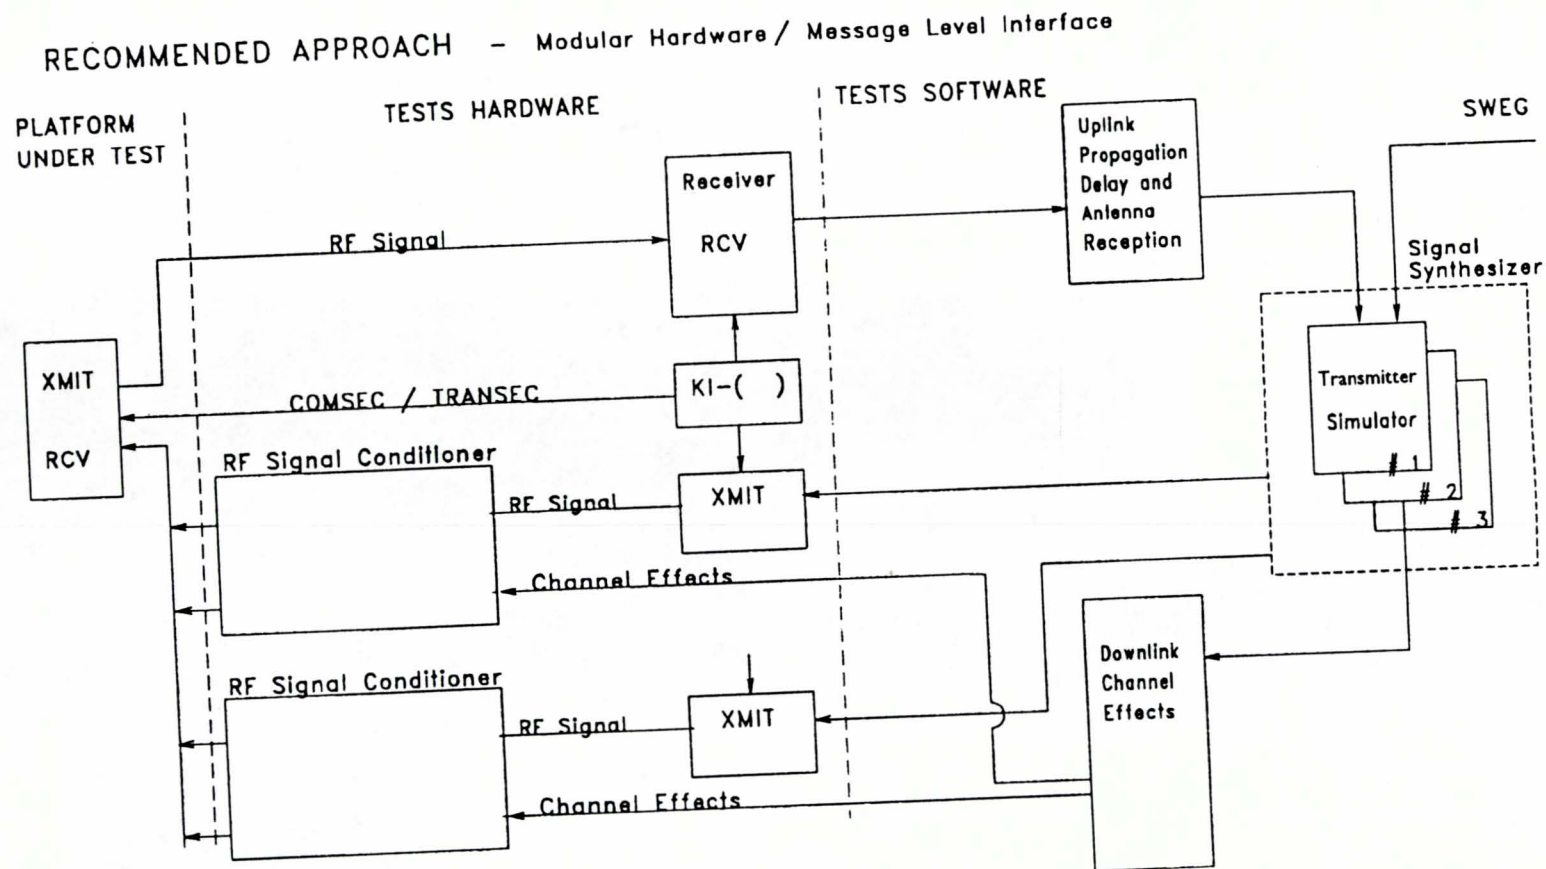 RECOMMENDED APPROACH - Modular Hardware / Message Level Interface
PLATFORM
UNDER TEST
TESTS HARDWARE
TESTS SOFTWARE
SWEG
Receiver
RCV
Uplink
Propagation
Delay and
Antenna
Reception
RF Signal
Signal
Synthesizer
XMIT
RCV
COMSEC / TRANSEC
KI-( )
Transmitter
Simulator
# 1
# 2
# 3
RF Signal Conditioner
RF Signal
XMIT
Channel Effects
Downlink
Channel
Effects
RF Signal Conditioner
RF Signal
XMIT
Channel Effects